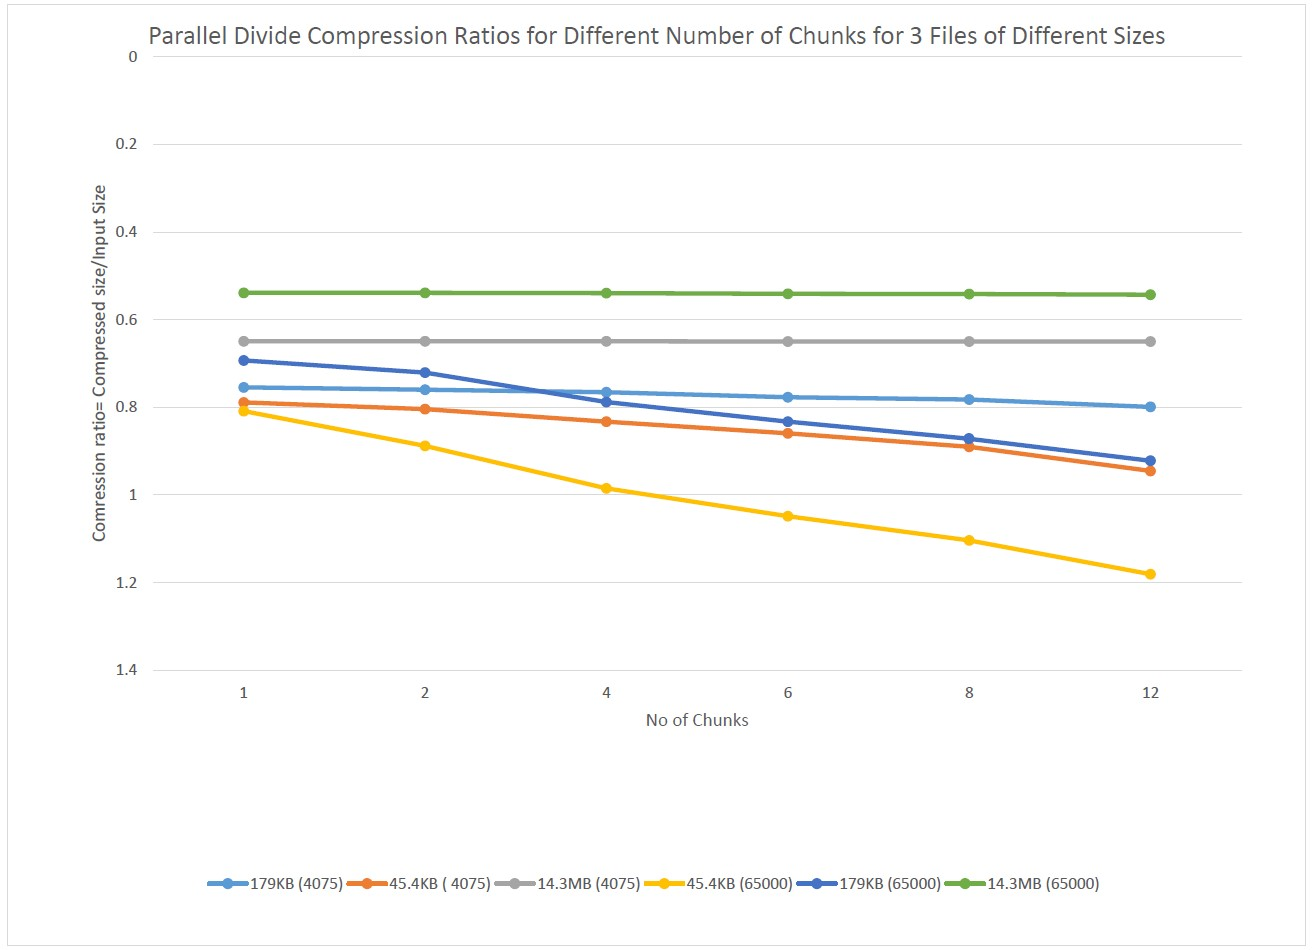 Parallel Divide Compression Ratios for Different Number of Chunks for 3 Files of Different Sizes
0
0.2
0.4
0.6
0.8
1
1.2
1.4
Comression ratio= Compressed size/Input Size
1 2 4 6 8 12
No of Chunks
179KB (4075) 45.4KB ( 4075) 14.3MB (4075) 45.4KB (65000) 179KB (65000) 14.3MB (65000)